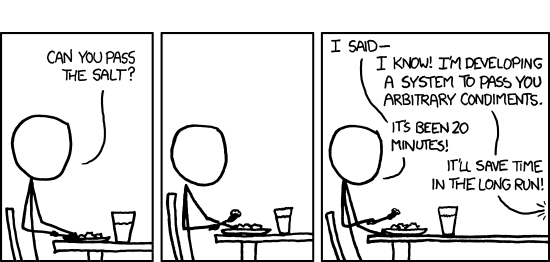 CAN YOU PASS
THE SALT?
I SAID—
I KNOW! I'M DEVELOPING
A SYSTEM TO PASS YOU
ARBITRARY CONDIMENTS.
IT'S BEEN 20
MINUTES!
IT'LL SAVE TIME
IN THE LONG RUN!